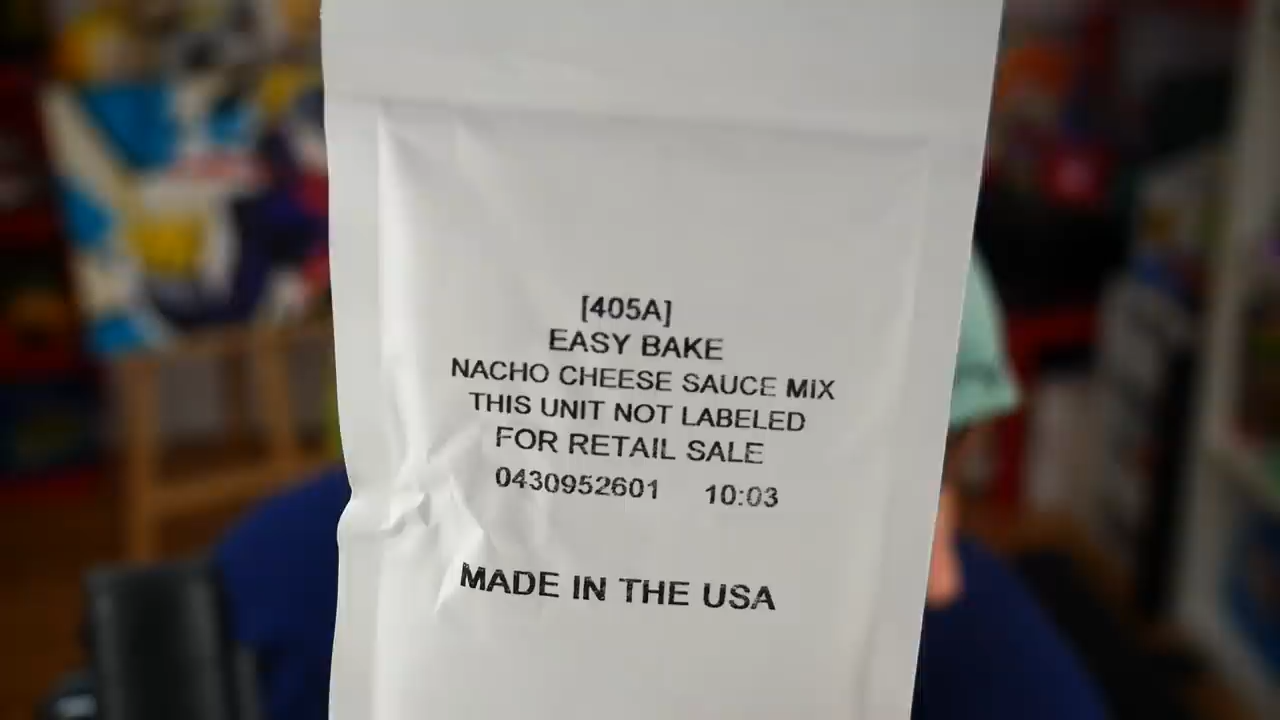 [405A]
EASY BAKE
NACHO CHEESE SAUCE MIX
THIS UNIT NOT LABELED
FOR RETAIL SALE
0430952601 10:03
MADE IN THE USA